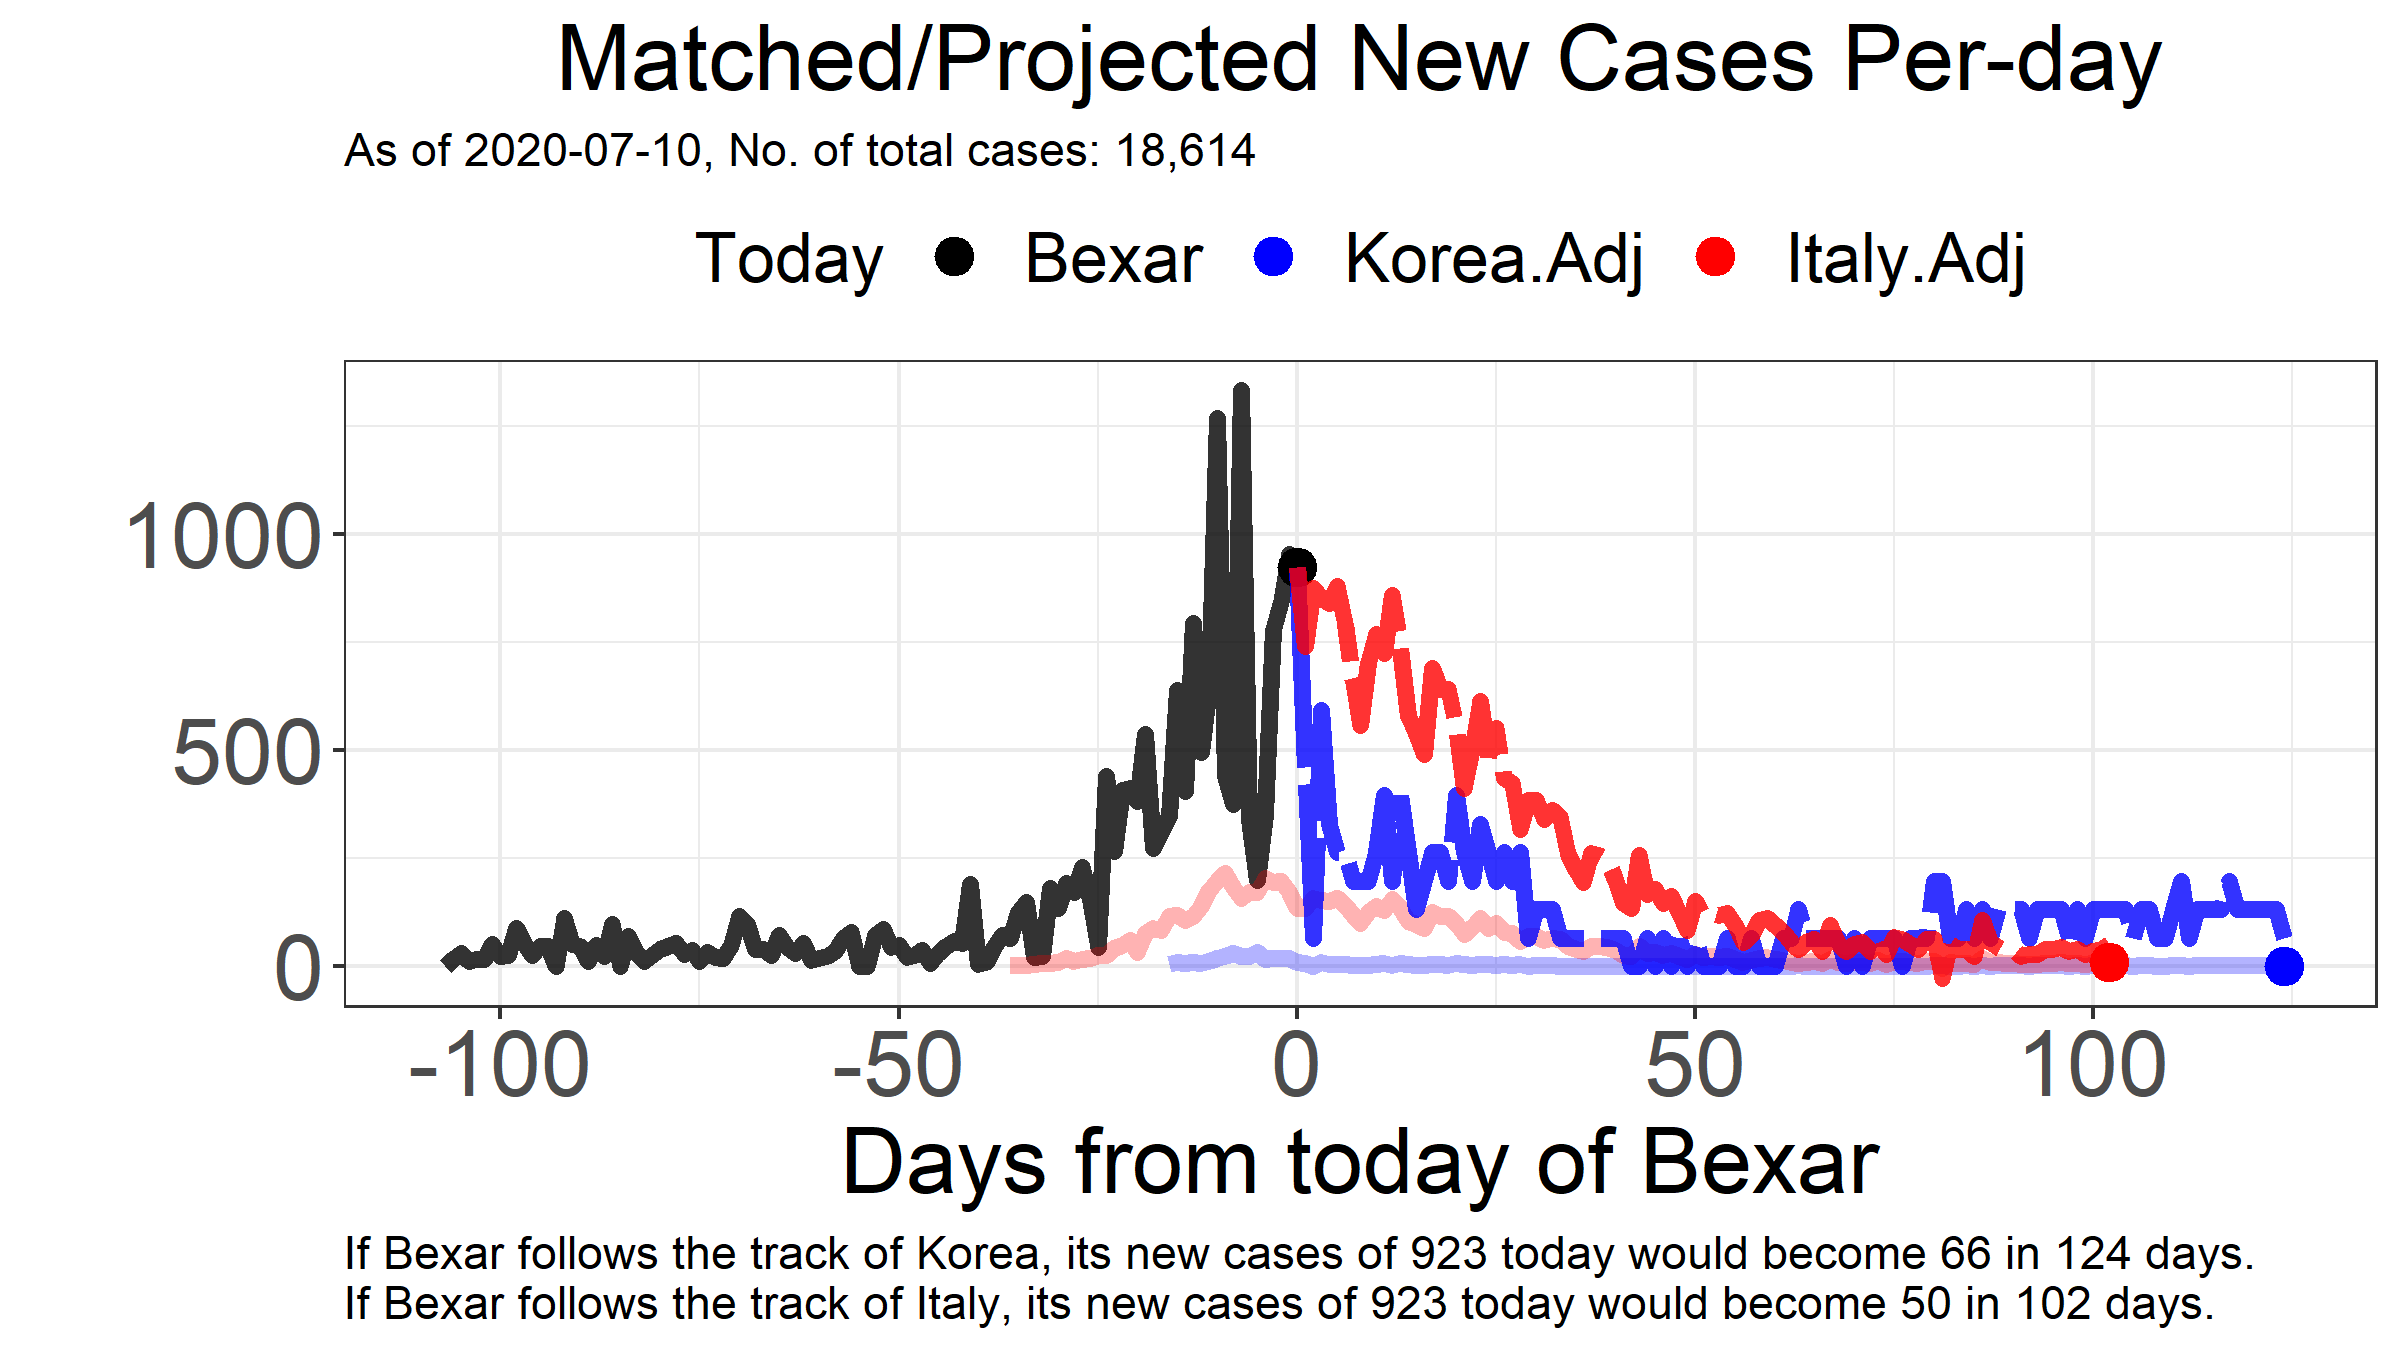 Matched/Projected New Cases Per-day
As of 2020-07-10, No. of total cases: 18,614
Today Bexar Korea.Adj Italy.Adj
1000
500
0
-100 -50 0 50 100
Days from today of Bexar
If Bexar follows the track of Korea, its new cases of 923 today would become 66 in 124 days.
If Bexar follows the track of Italy, its new cases of 923 today would become 50 in 102 days.